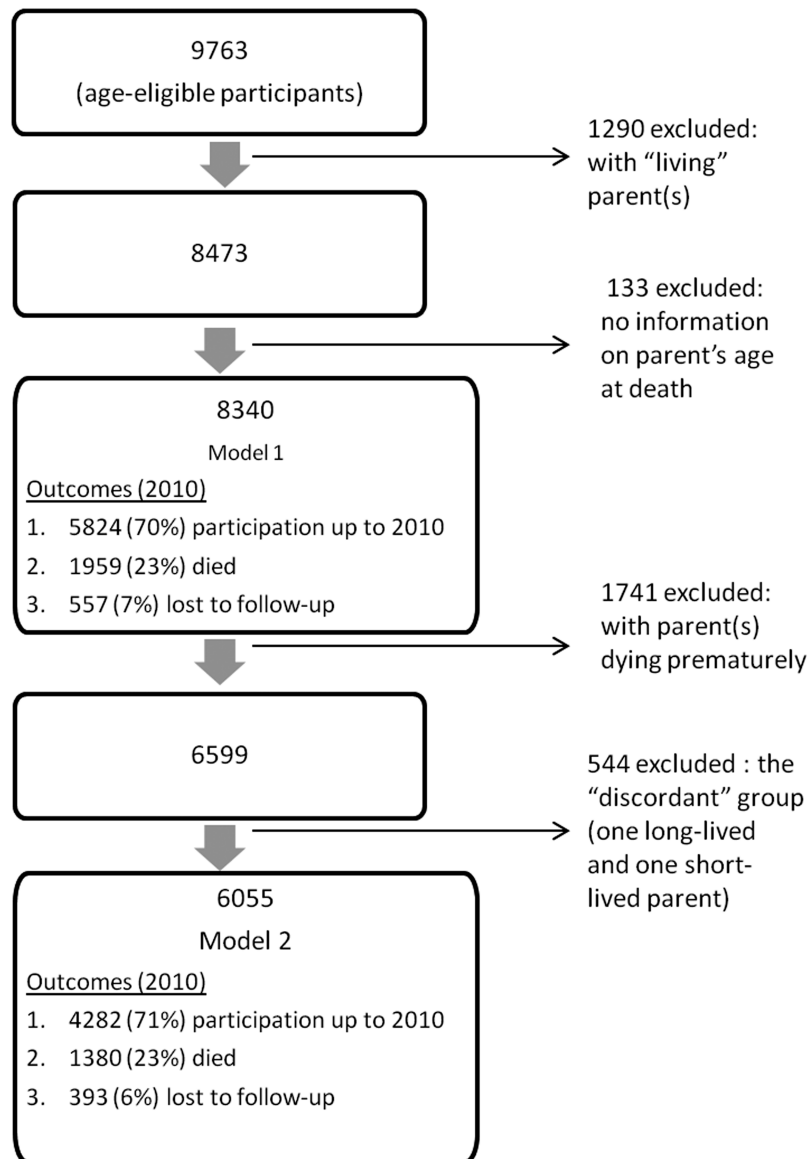 9763
(age-eligible participants)
1290 excluded:
with “living”
parent(s)
8473
133 excluded:
no information
on parent’s age
at death
8340
Model 1
Outcomes (2010)
1. 5824 (70%) participation up to 2010
2. 1959 (23%) died
3. 557 (7%) lost to follow-up
1741 excluded:
with parent(s)
dying prematurely
6599
544 excluded : the
“discordant” group
(one long-lived
and one short-
lived parent)
6055
Model 2
Outcomes (2010)
1. 4282 (71%) participation up to 2010
2. 1380 (23%) died
3. 393 (6%) lost to follow-up